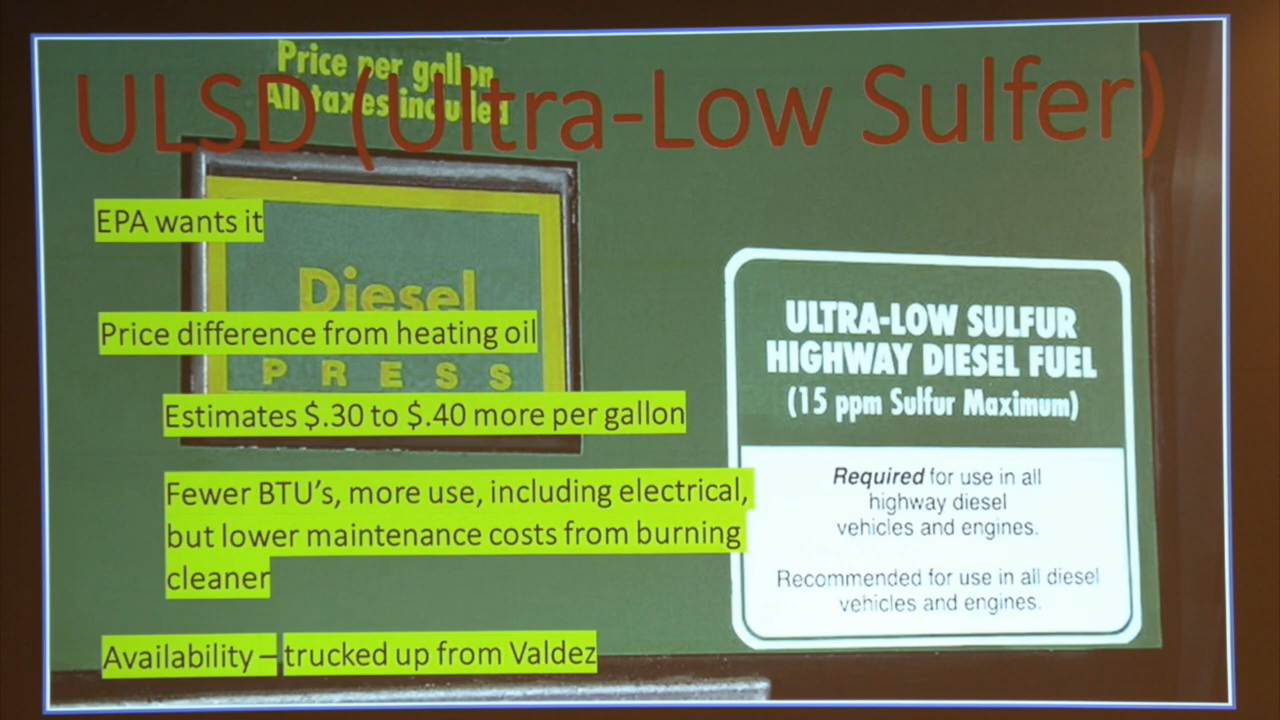 Price per gallon
All taxes included
ULSD (Ultra-Low Sulfer)
EPA wants it
Diesel
Price difference from heating oil
PRESS
Estimates $.30 to $.40 more per gallon
Fewer BTU's, more use, including electrical,
but lower maintenance costs from burning
cleaner
Availability – trucked up from Valdez
ULTRA-LOW SULFUR
HIGHWAY DIESEL FUEL
(15 ppm Sulfur Maximum)
Required for use in all
highway diesel
vehicles and engines.
Recommended for use in all diesel
vehicles and engines.